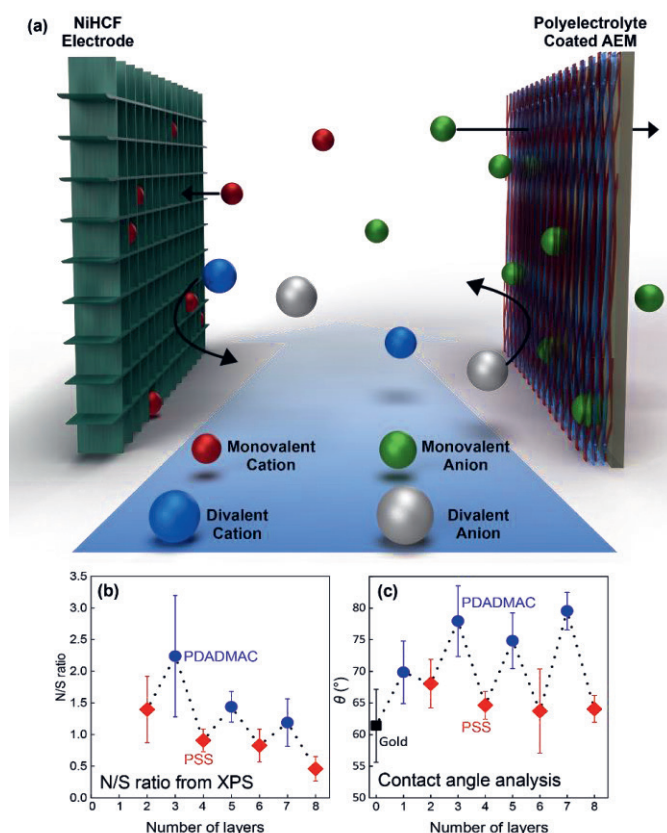 (a)
NiHCF
Electrode
Polyelectrolyte
Coated AEM
Monovalent
Cation
Monovalent
Anion
Divalent
Cation
Divalent
Anion
(b)
N/S ratio
3.5
3.0
2.5
2.0
1.5
1.0
0.5
0.0
PDADMAC
PSS
N/S ratio from XPS
0 1 2 3 4 5 6 7 8
Number of layers
(c)
θ (°)
80
75
70
65
60
55
PDADMAC
Gold
PSS
Contact angle analysis
0 1 2 3 4 5 6 7 8
Number of layers